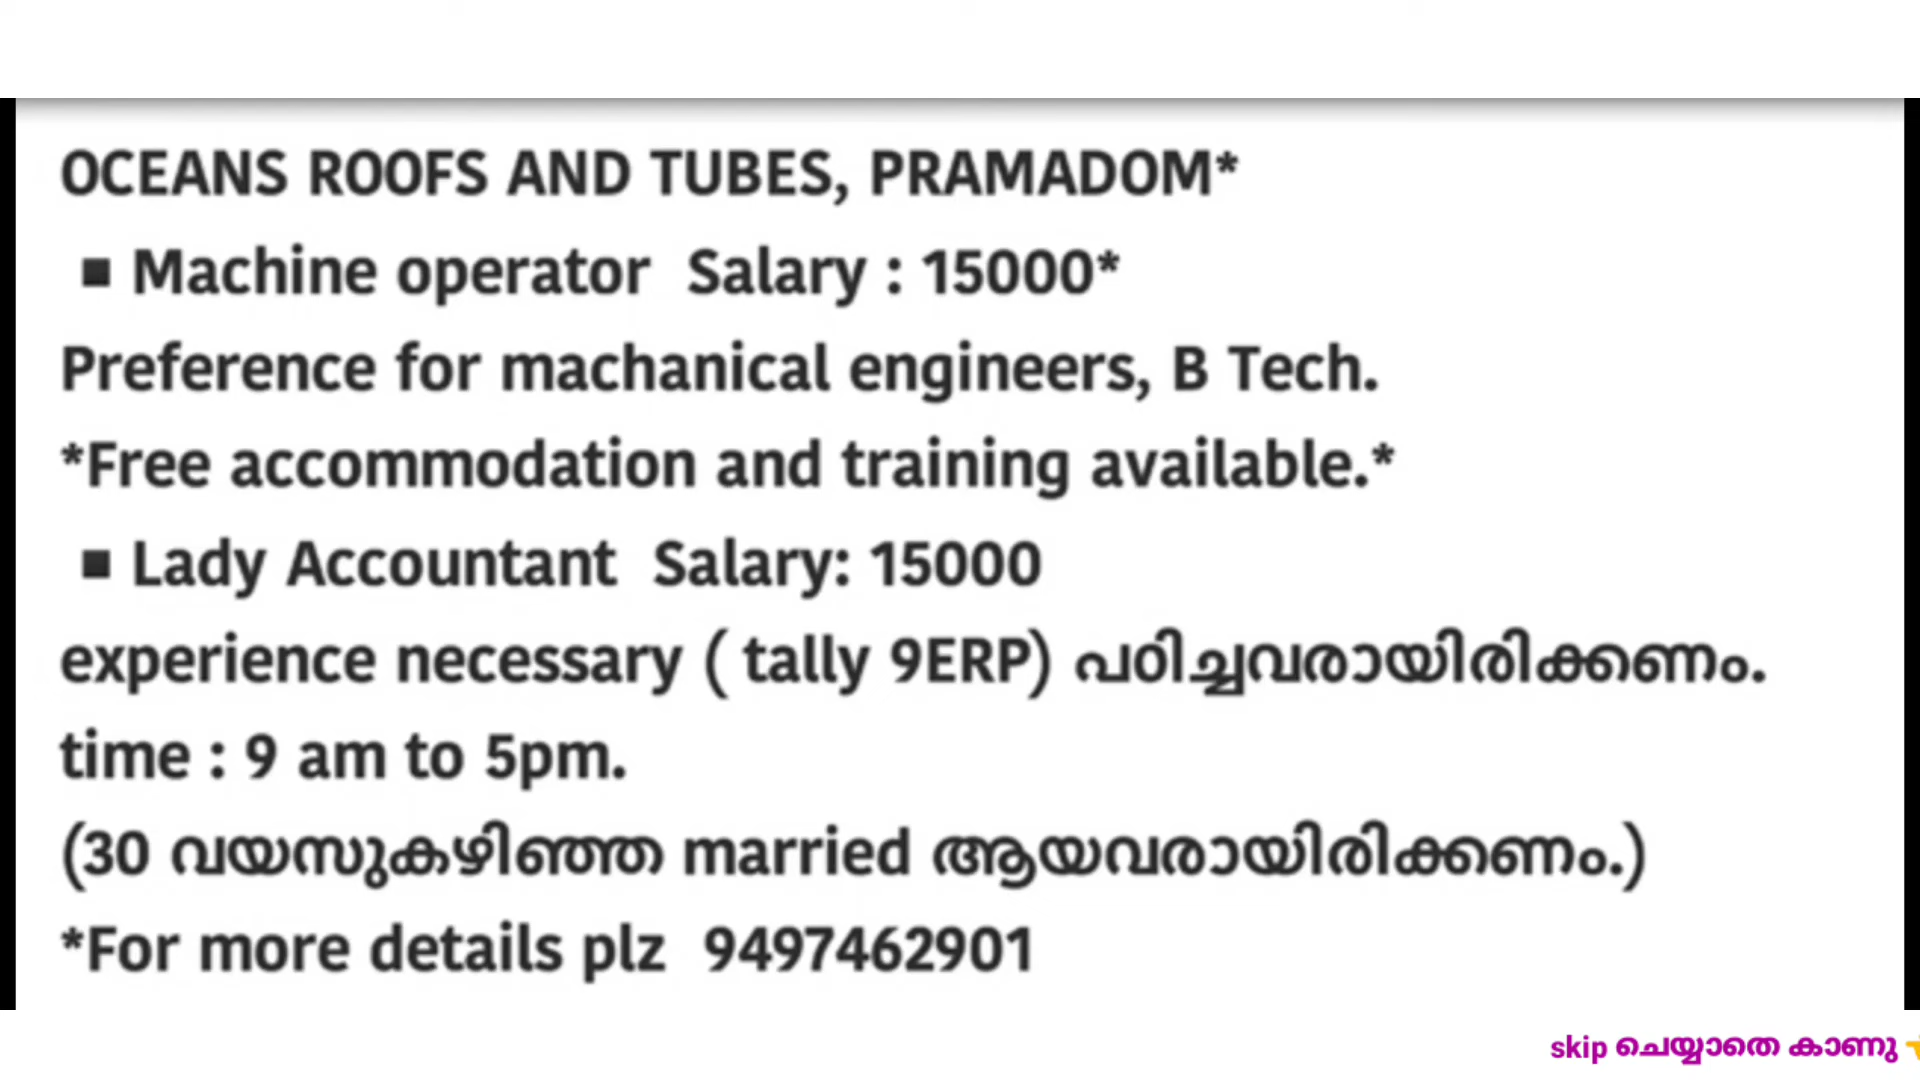 OCEANS ROOFS AND TUBES, PRAMADOM*
▪ Machine operator  Salary : 15000*
Preference for machanical engineers, B Tech.
*Free accommodation and training available.*
▪ Lady Accountant  Salary: 15000
experience necessary ( tally 9ERP) പഠിച്ചവരായിരിക്കണം.
time : 9 am to 5pm.
(30 വയസുകഴിഞ്ഞ married ആയവരായിരിക്കണം.)
*For more details plz  9497462901
skip ചെയ്യാതെ കാണു